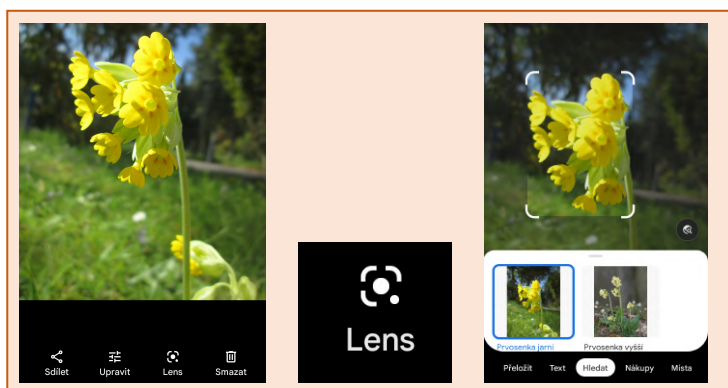 Sdílet Upravit Lens Smazat
Lens
Prvosenka jarní Prvosenka vyšší
Přeložit Text Hledat Nákupy Místa